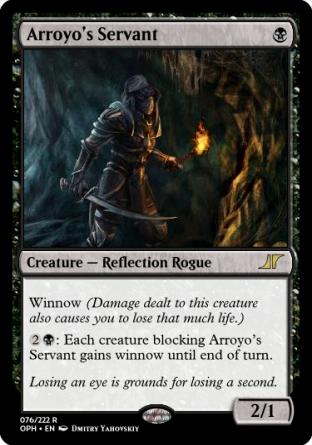 Arroyo's Servant
Creature — Reflection Rogue
Winnow (Damage dealt to this creature
also causes you to lose that much life.)
2: Each creature blocking Arroyo's
Servant gains winnow until end of turn.
Losing an eye is grounds for losing a second.
2/1
076/222 R
OPH • EN Dmitry Yahovskiy